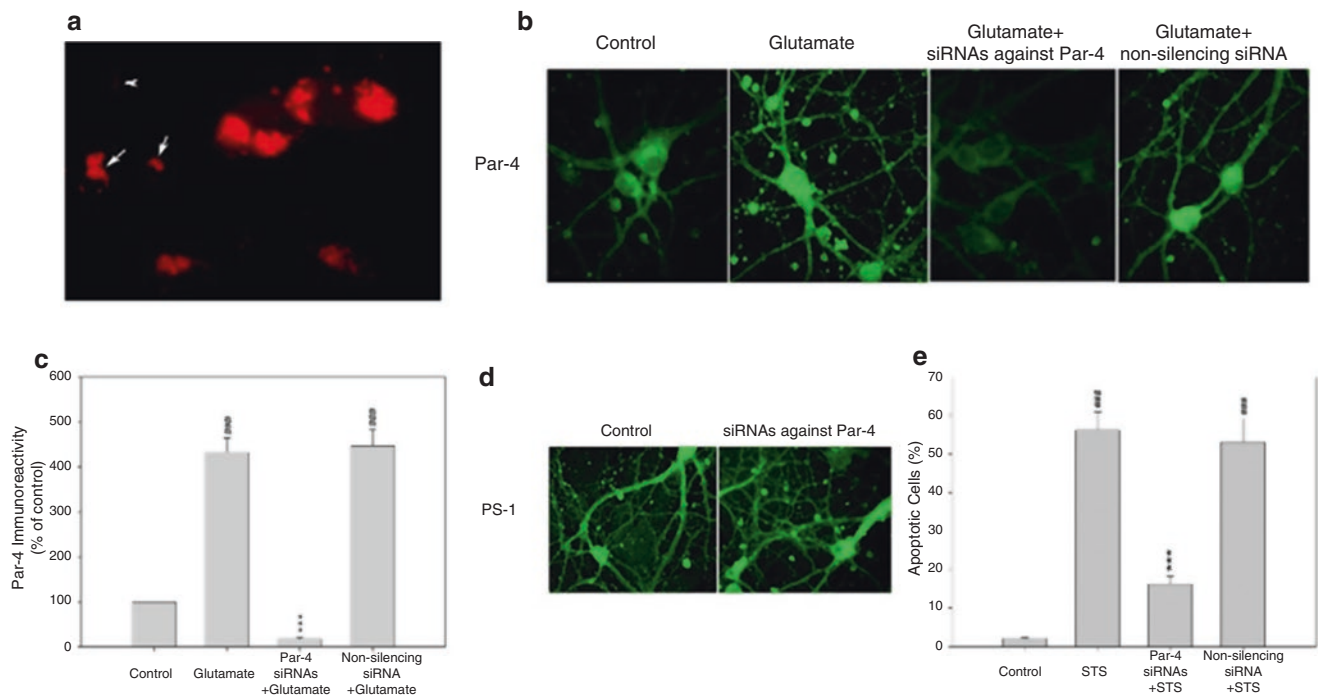 a
b
Control
Glutamate
Glutamate+
siRNAs against Par-4
Glutamate+
non-silencing siRNA
Par-4
c
Par-4 Immunoreactivity
(% of control)
600
500
400
300
200
100
0
Control
Glutamate
Par-4
siRNAs
+Glutamate
Non-silencing
siRNA
+Glutamate
***
d
Control
siRNAs against Par-4
PS-1
e
Apoptotic Cells (%)
70
60
50
40
30
20
10
0
***
Control
STS
Par-4
siRNAs
+STS
Non-silencing
siRNA
+STS